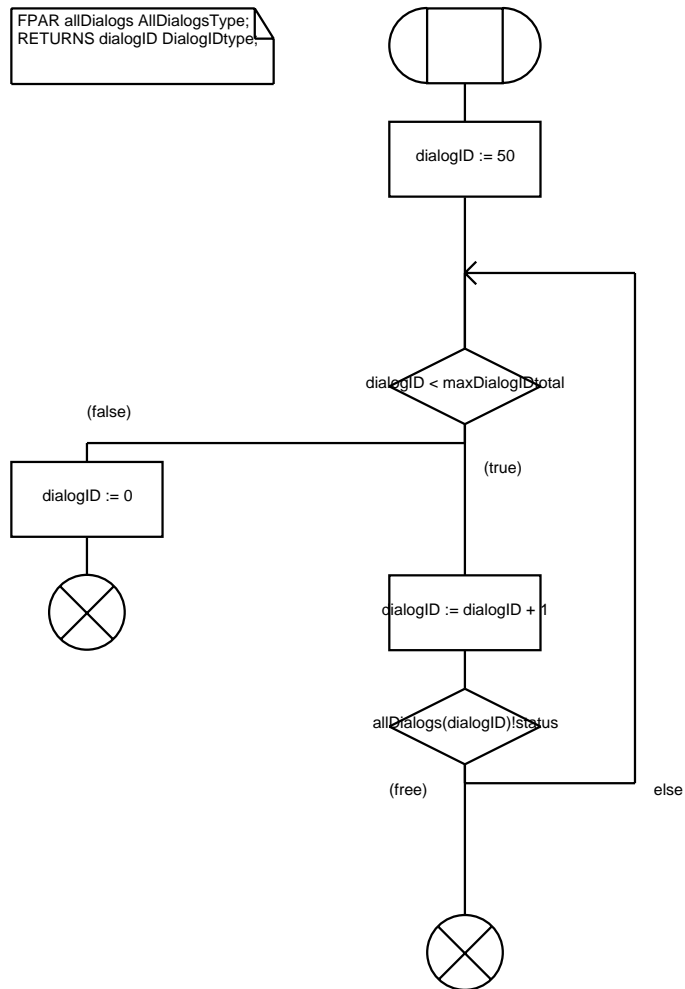 FPAR allDialogs AllDialogsType;
RETURNS dialogID DialogIDtype;
dialogID := 50
dialogID < maxDialogIDtotal
(false)
(true)
dialogID := 0
dialogID := dialogID + 1
allDialogs(dialogID)!status
(free)
else